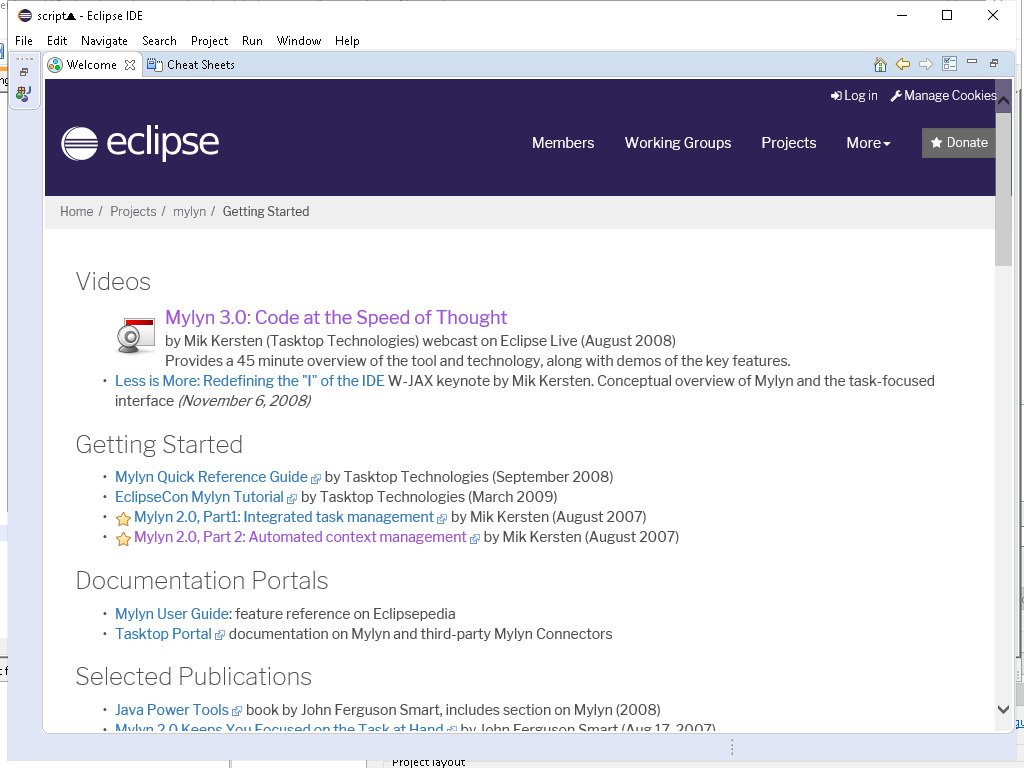 script▲ - Eclipse IDE
File Edit Navigate Search Project Run Window Help
Welcome Cheat Sheets
Log in Manage Cookies
eclipse
Members Working Groups Projects More Donate
Home / Projects / mylyn / Getting Started
Videos
Mylyn 3.0: Code at the Speed of Thought
by Mik Kersten (Tasktop Technologies) webcast on Eclipse Live (August 2008)
Provides a 45 minute overview of the tool and technology, along with demos of the key features.
• Less is More: Redefining the "I" of the IDE W-JAX keynote by Mik Kersten. Conceptual overview of Mylyn and the task-focused
interface (November 6, 2008)
Getting Started
• Mylyn Quick Reference Guide by Tasktop Technologies (September 2008)
• EclipseCon Mylyn Tutorial by Tasktop Technologies (March 2009)
• Mylyn 2.0, Part1: Integrated task management by Mik Kersten (August 2007)
• Mylyn 2.0, Part 2: Automated context management by Mik Kersten (August 2007)
Documentation Portals
• Mylyn User Guide: feature reference on Eclipsepedia
• Tasktop Portal documentation on Mylyn and third-party Mylyn Connectors
Selected Publications
• Java Power Tools book by John Ferguson Smart, includes section on Mylyn (2008)
• Mylyn 2.0 Keeps You Focused on the Task at Hand by John Ferguson Smart (Aug 17, 2007)
Project layout